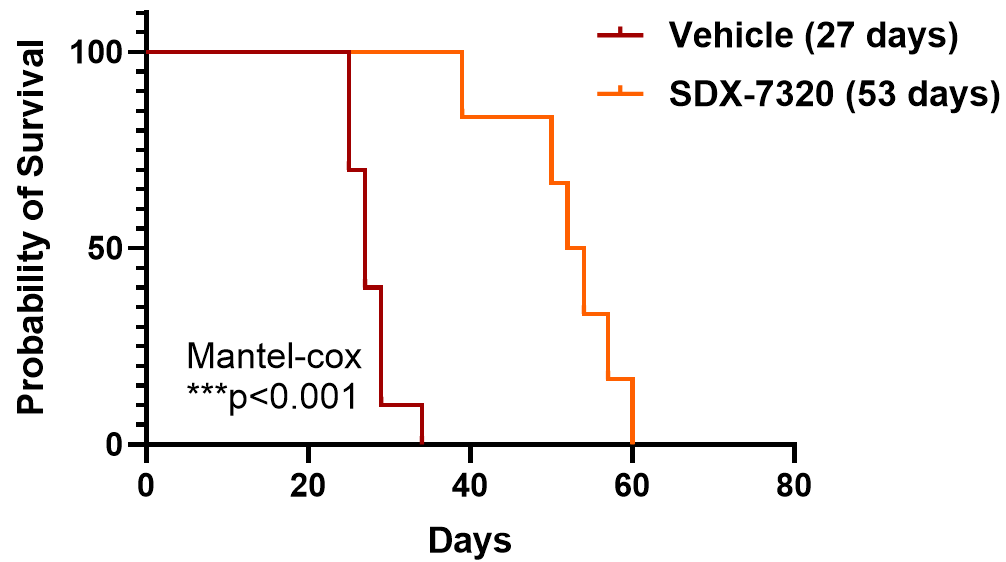 Vehicle (27 days)
SDX-7320 (53 days)
Probability of Survival
100
50
0
Mantel-cox
***p<0.001
0 20 40 60 80
Days